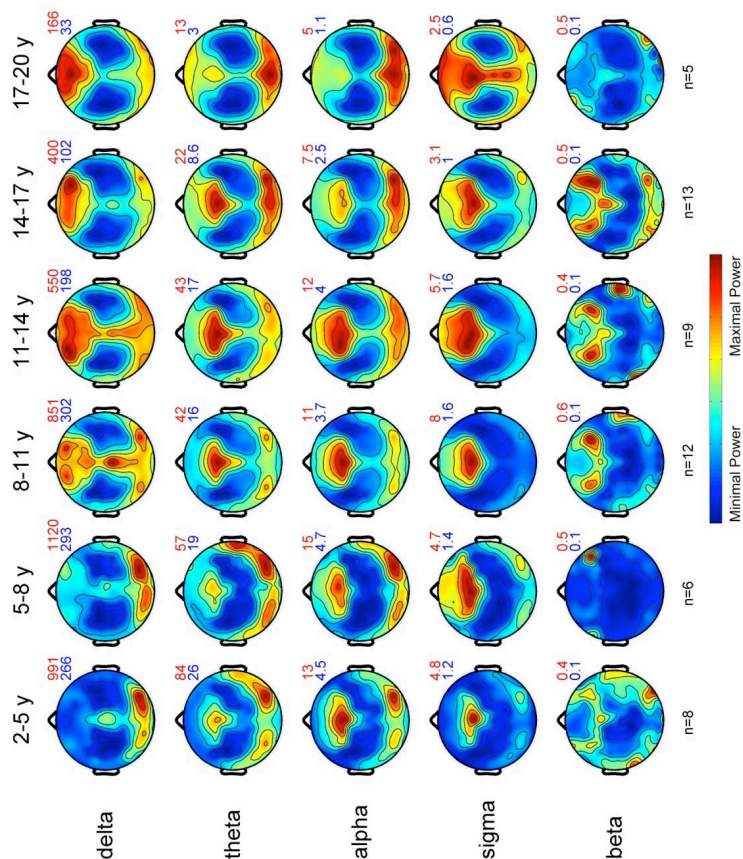 2-5 y 5-8 y 8-11 y 11-14 y 14-17 y 17-20 y
delta
991 1120 851 550 400 166
266 293 302 198 102 33
theta
84 57 42 43 22 13
26 19 16 17 8.6 3
alpha
13 15 11 12 7.5 5
4.5 4.7 3.7 4 2.5 1.1
sigma
4.8 4.7 8 5.7 3.1 2.5
1.2 1.4 1.6 1.6 1 0.6
beta
0.4 0.5 0.6 0.4 0.5 0.5
0.1 0.1 0.1 0.1 0.1 0.1
n=8 n=6 n=12 n=9 n=13 n=5
Minimal Power Maximal Power